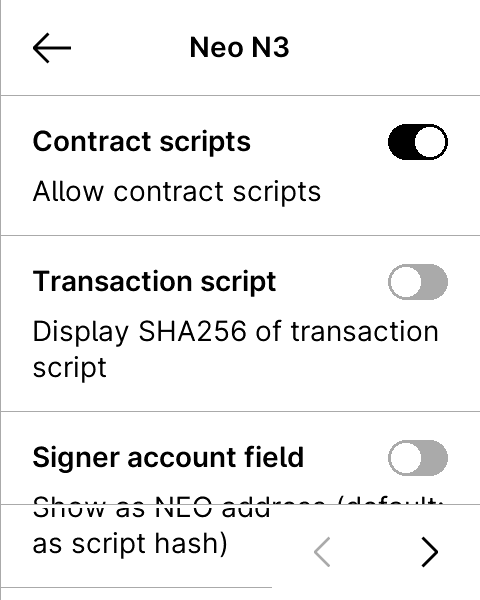 Neo N3
Contract scripts
Allow contract scripts
Transaction script
Display SHA256 of transaction
script
Signer account field
Show as NEO address (default:
as script hash)